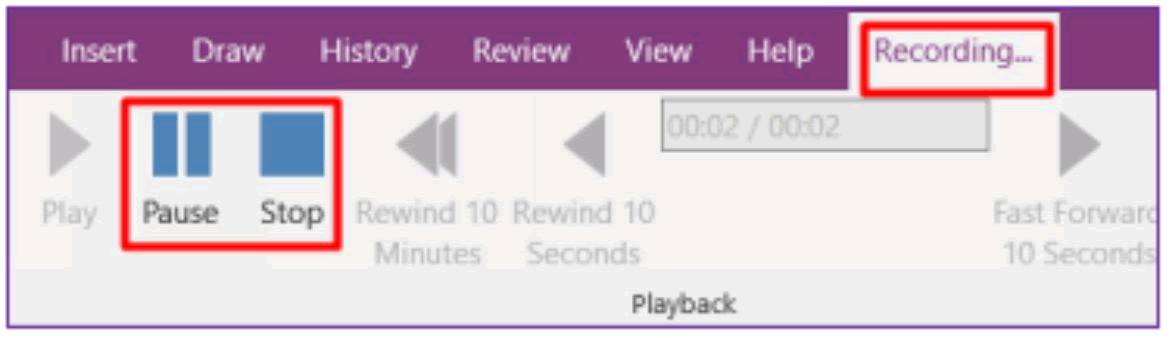 Insert Draw History Review View Help Recording...
00:02 / 00:02
Play Pause Stop Rewind 10 Minutes Rewind 10 Seconds Fast Forward 10 Seconds
Playback